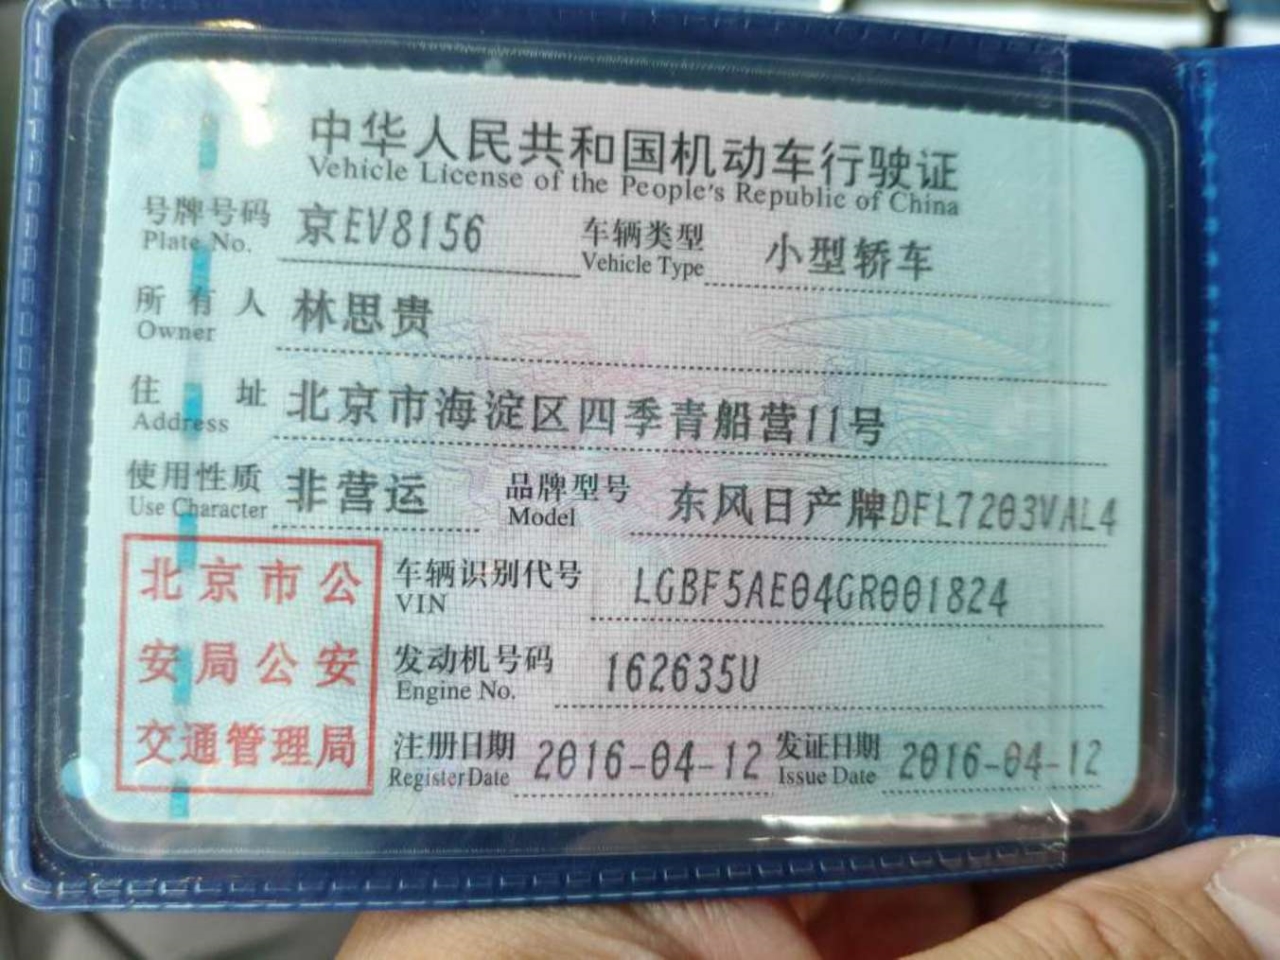 中华人民共和国机动车行驶证
Vehicle License of the People's Republic of China
号牌号码 京EV8156 车辆类型 小型轿车
Plate No. Vehicle Type
所有人 林思贵
Owner
住址 北京市海淀区四季青船营11号
Address
使用性质 非营运 品牌型号 东风日产牌DFL7203VAL4
Use Character Model
北京市公
安局公安
交通管理局
车辆识别代号 LGBF5AE04GR001824
VIN
发动机号码 162635U
Engine No.
注册日期 2016-04-12 发证日期 2016-04-12
Register Date Issue Date